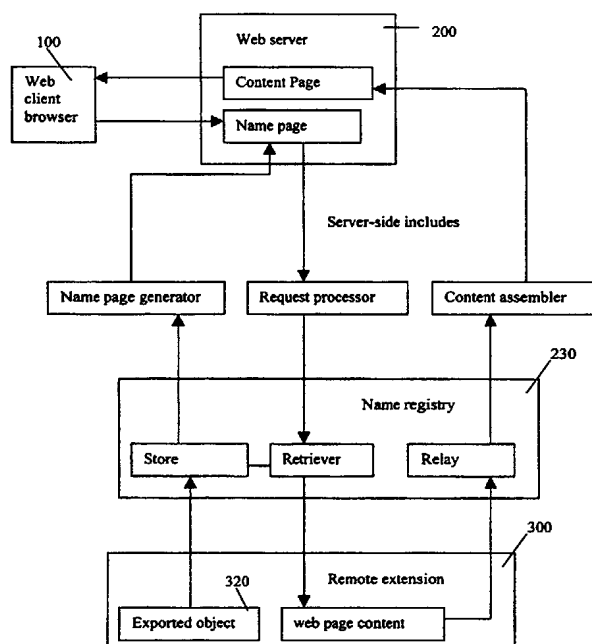 200
Web server
100
Content Page
Web
client
browser
Name page
Server-side includes
Name page generator
Request processor
Content assembler
230
Name registry
Store
Retriever
Relay
300
Remote extension
320
Exported object
web page content